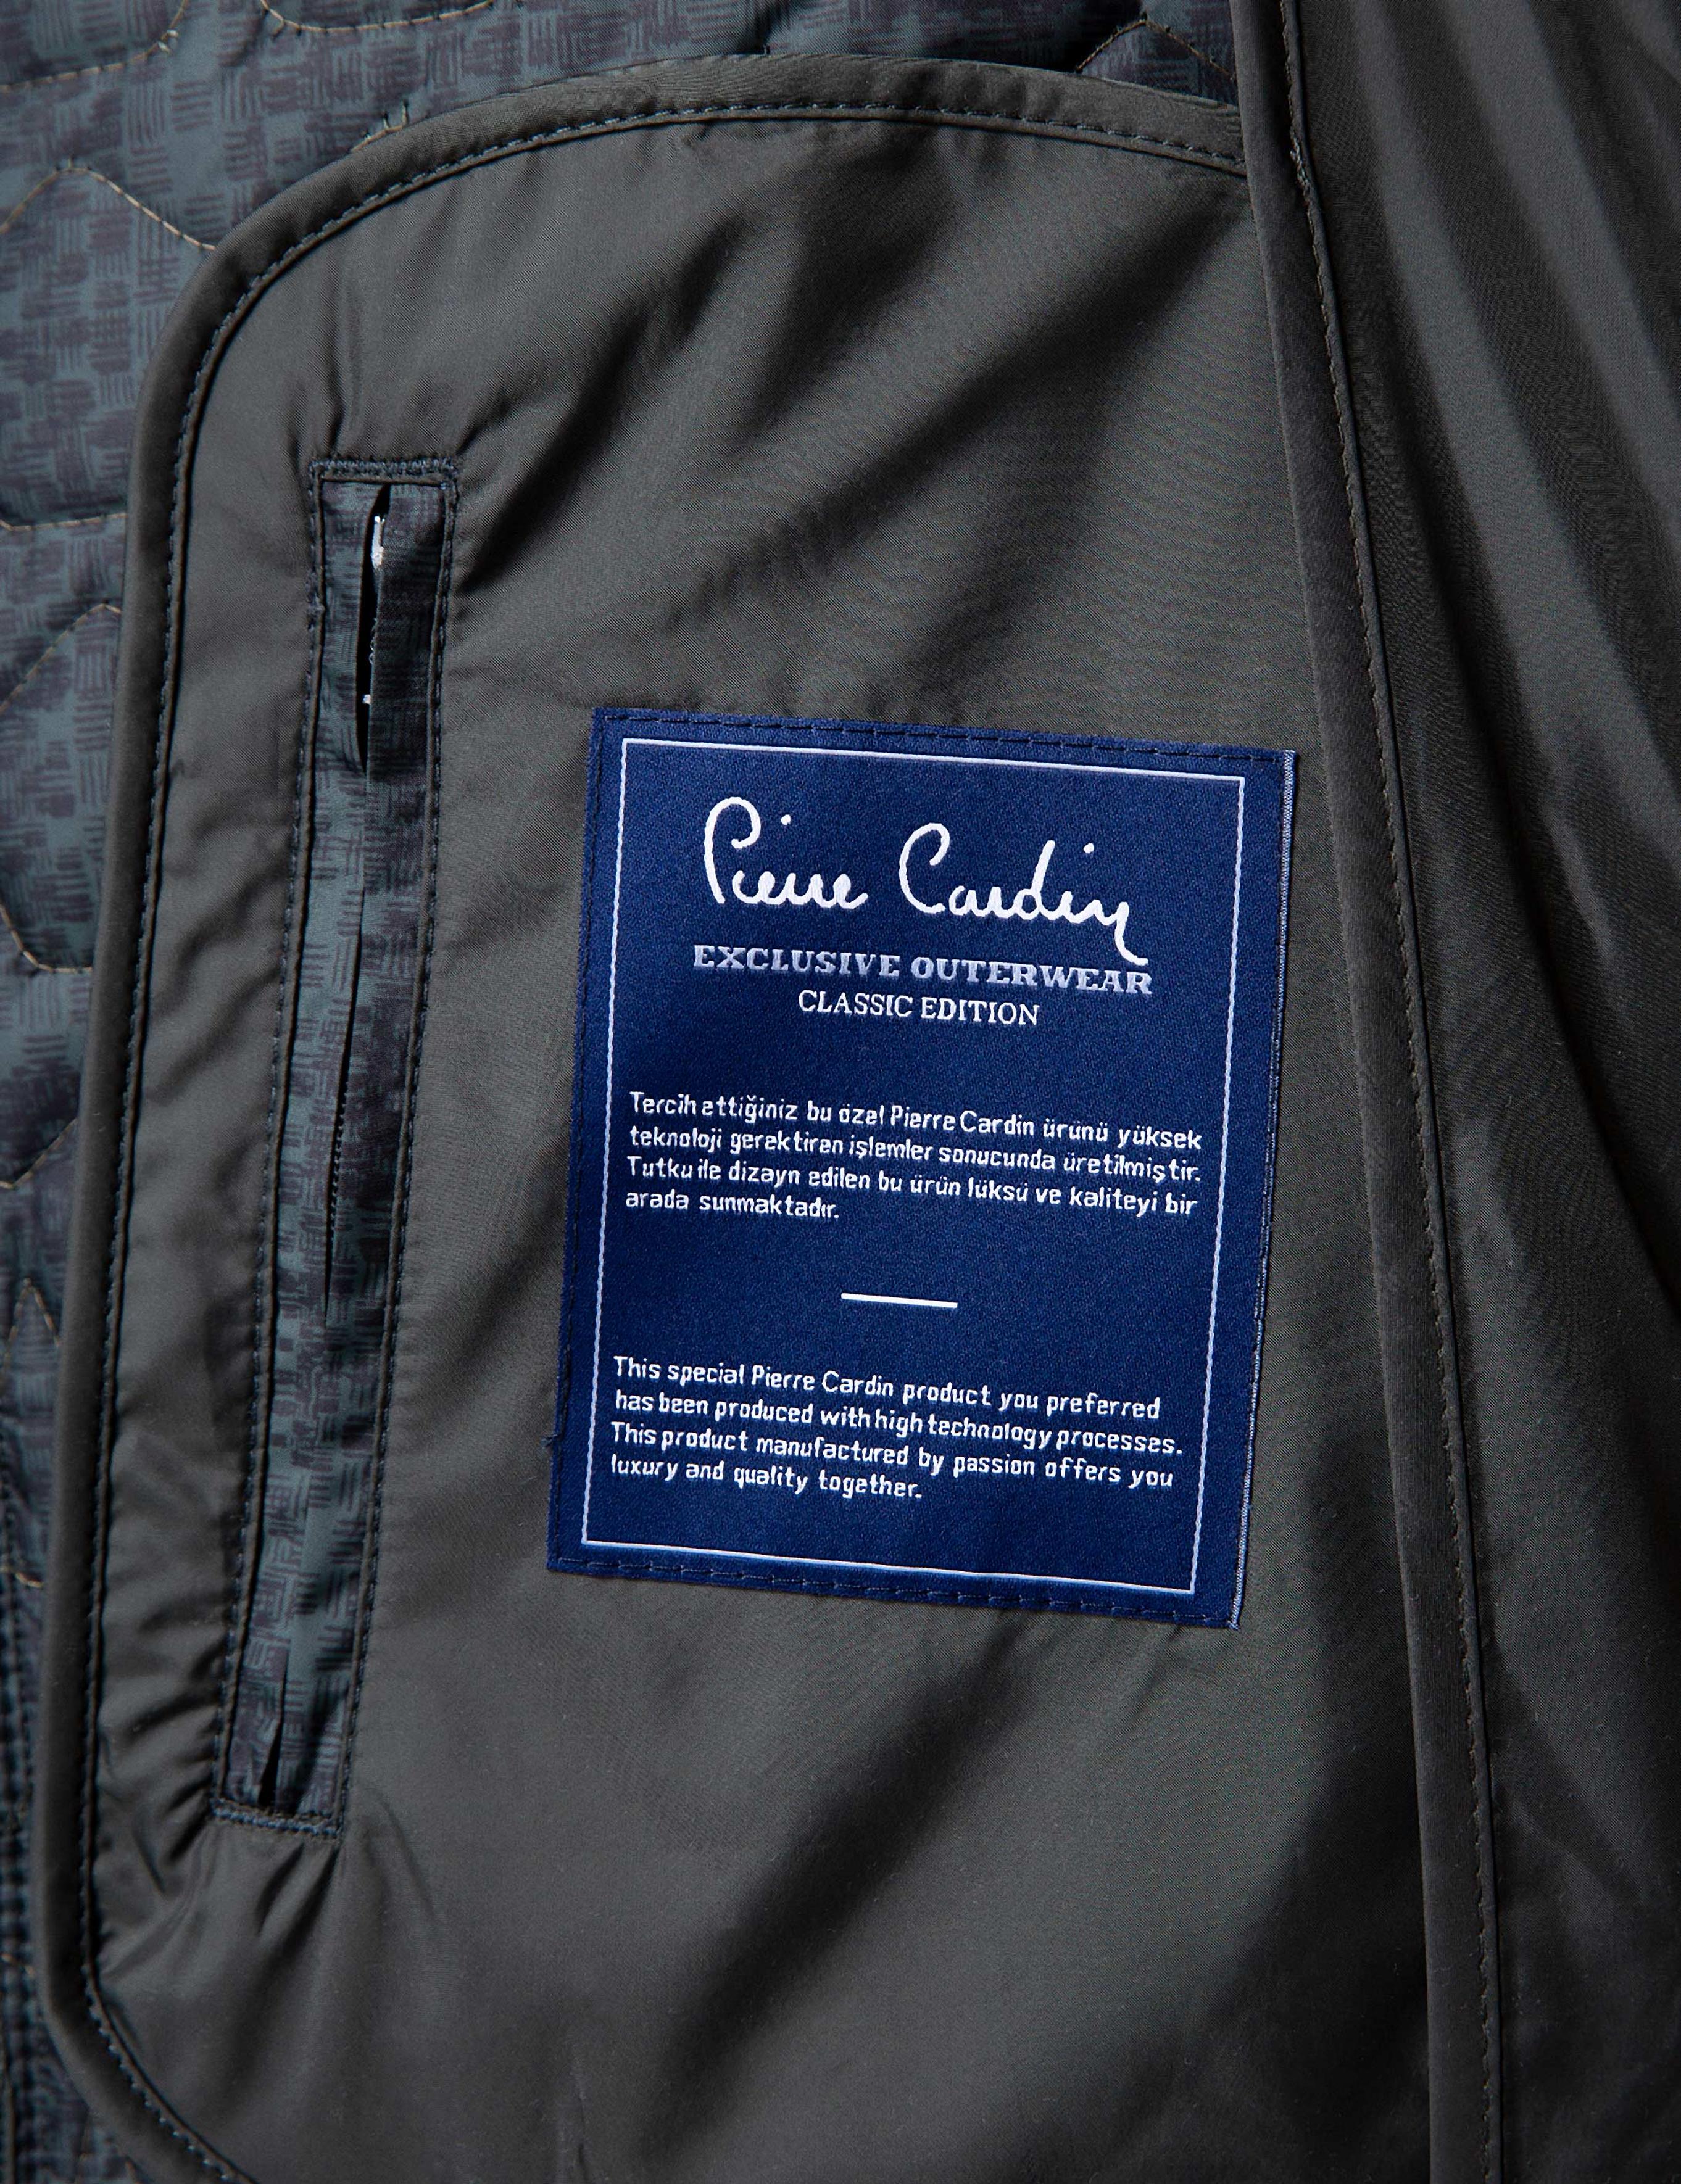 Pierre Cardin
EXCLUSIVE OUTERWEAR
CLASSIC EDITION
Tercih ettiğiniz bu özel Pierre Cardin ürünü yüksek
teknoloji gerektiren işlemler sonucunda üretilmiştir.
Tutku ile dizayn edilen bu ürün lüksü ve kaliteyi bir
arada sunmaktadır.
This special Pierre Cardin product you preferred
has been produced with high technology processes.
This product manufactured by passion offers you
luxury and quality together.